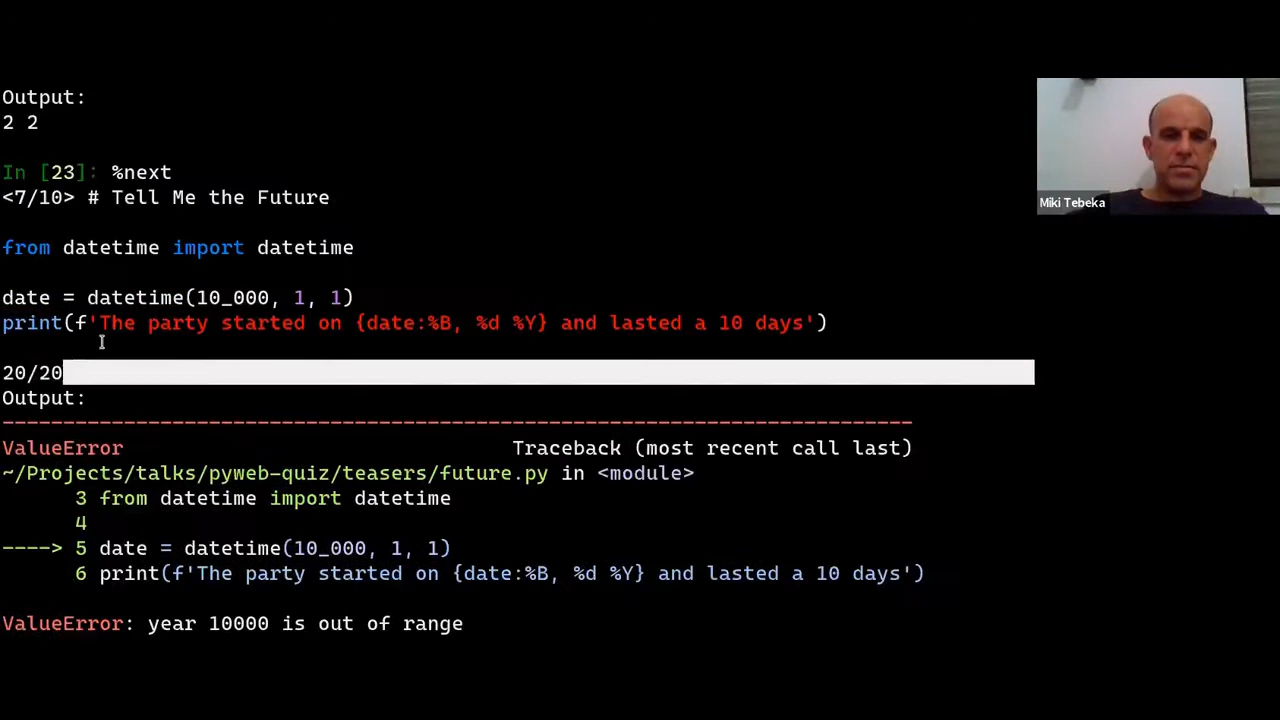 Output:
2 2
In [23]: %next
<7/10> # Tell Me the Future
from datetime import datetime
date = datetime(10_000, 1, 1)
print(f'The party started on {date:%B, %d %Y} and lasted a 10 days')
20/20
Output:
---------------------------------------------------------------------------
ValueError Traceback (most recent call last)
~/Projects/talks/pyweb-quiz/teasers/future.py in <module>
3 from datetime import datetime
4
----> 5 date = datetime(10_000, 1, 1)
6 print(f'The party started on {date:%B, %d %Y} and lasted a 10 days')
ValueError: year 10000 is out of range
Miki Tebeka